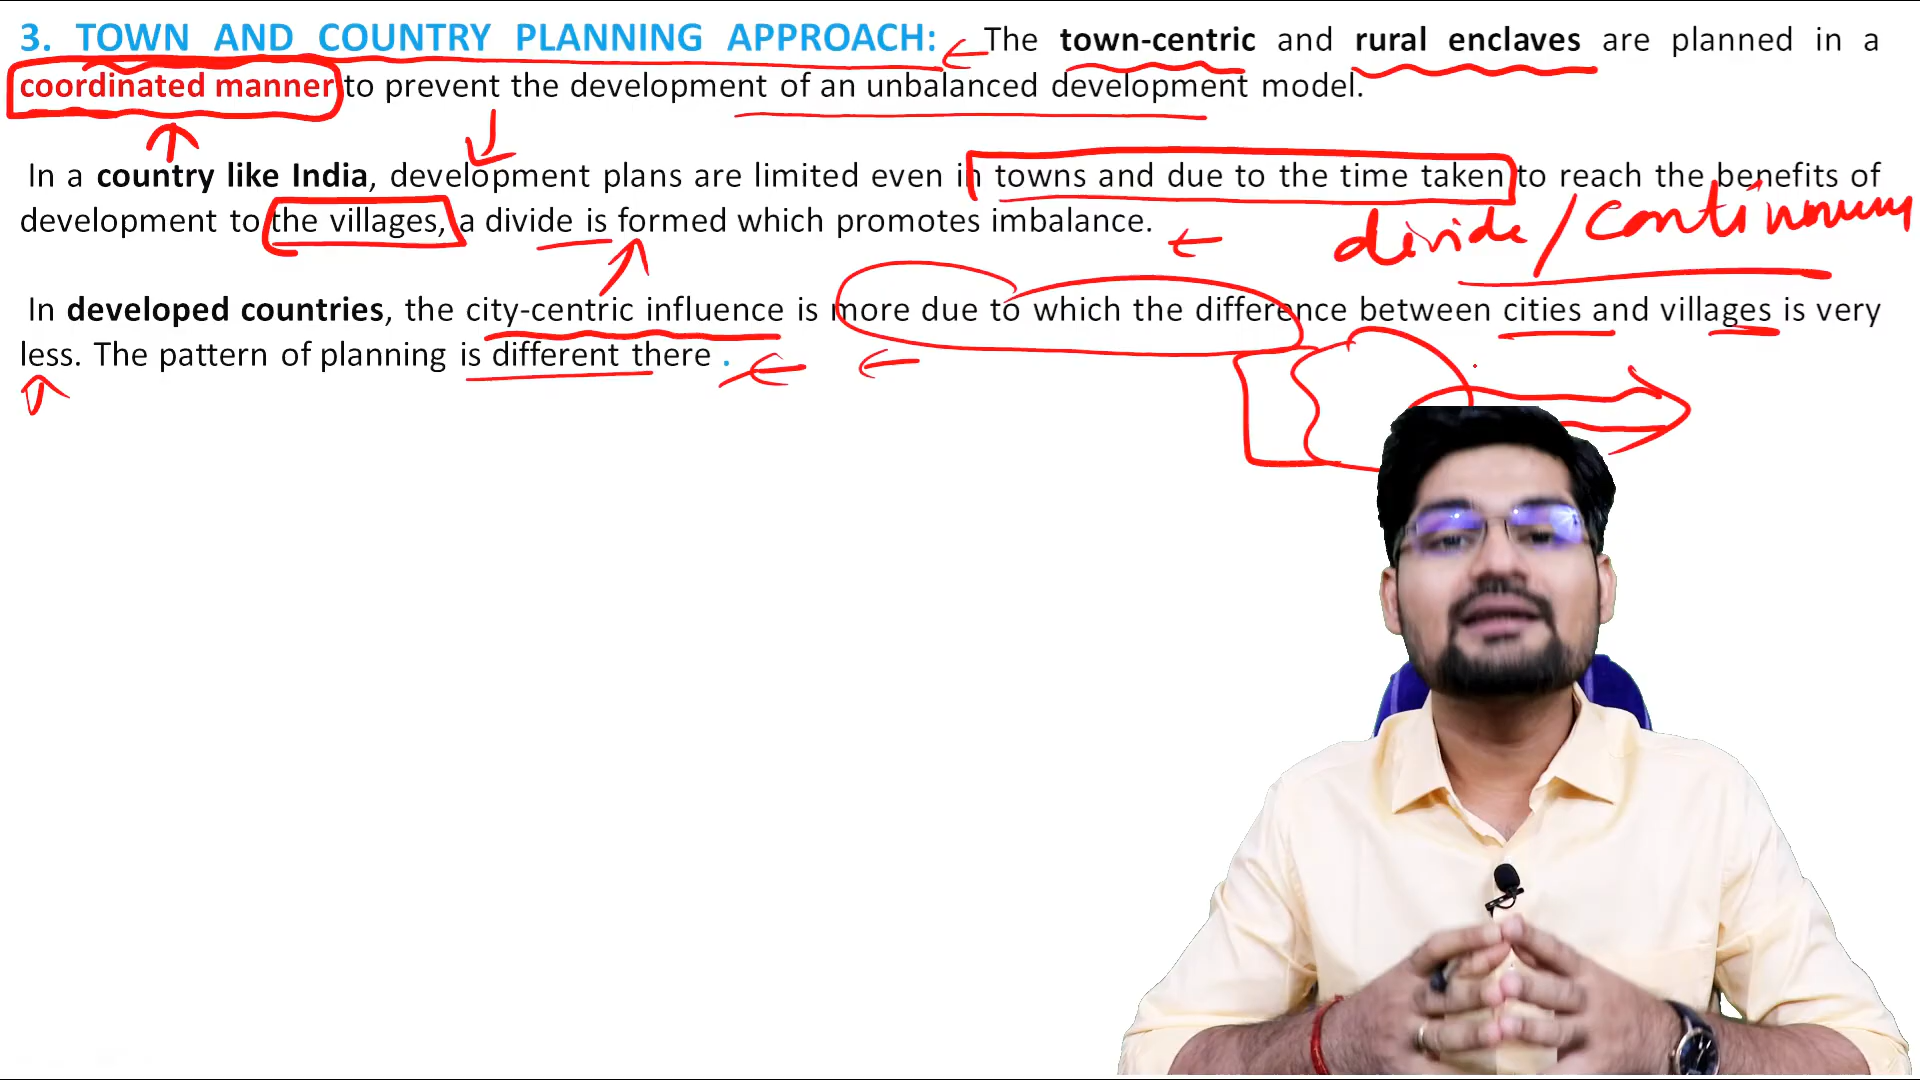 3. TOWN AND COUNTRY PLANNING APPROACH: The town-centric and rural enclaves are planned in a
coordinated manner to prevent the development of an unbalanced development model.
In a country like India, development plans are limited even in towns and due to the time taken to reach the benefits of
development to the villages, a divide is formed which promotes imbalance.
divide / continuum
In developed countries, the city-centric influence is more due to which the difference between cities and villages is very
less. The pattern of planning is different there .